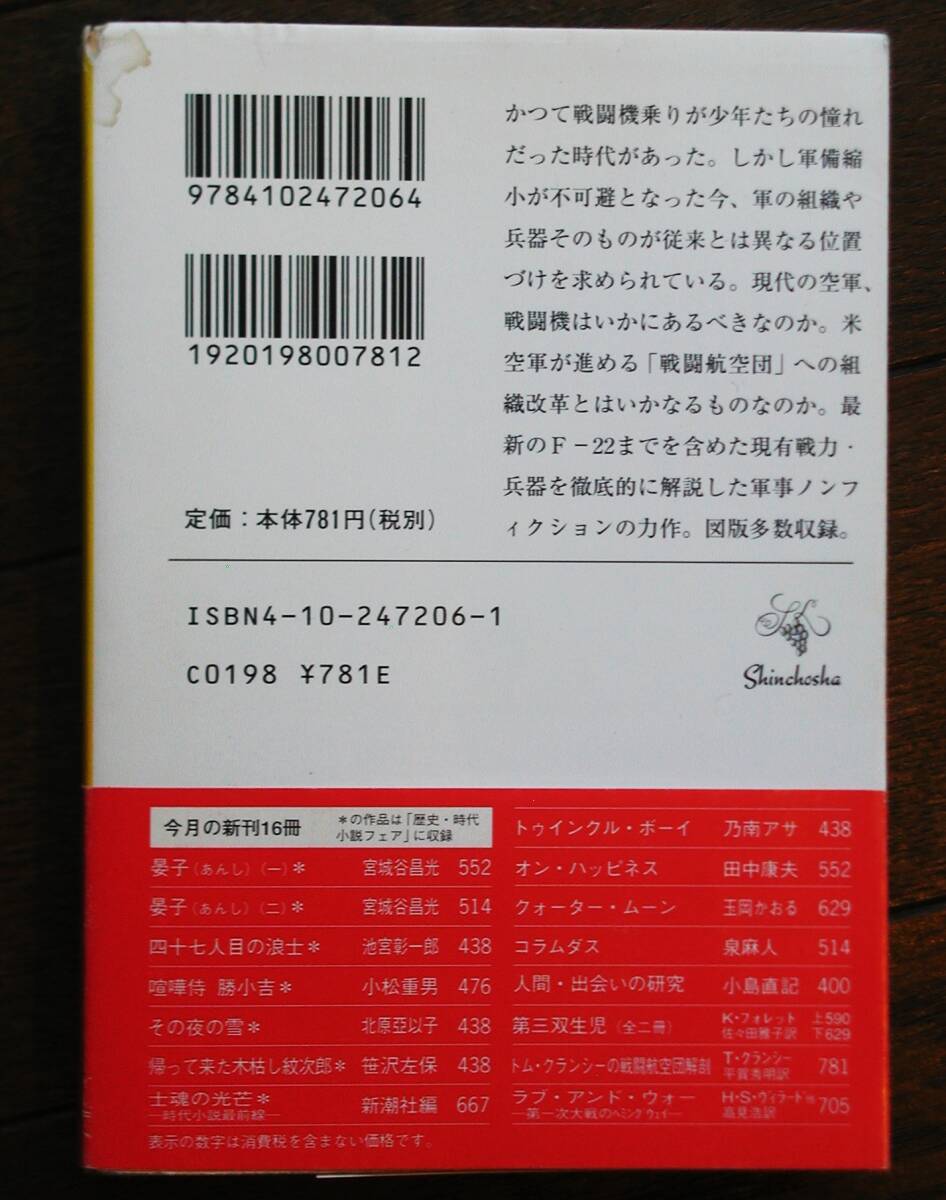 9784102472064
1920198007812
定価：本体781円（税別）
かつて戦闘機乗りが少年たちの憧れ
だった時代があった。しかし軍備縮
小が不可避となった今、軍の組織や
兵器そのものが従来とは異なる位置
づけを求められている。現代の空軍、
戦闘機はいかにあるべきなのか。米
空軍が進める「戦闘航空団」への組
織改革とはいかなるものなのか。最
新のF−22までを含めた現有戦力・
兵器を徹底的に解説した軍事ノンフ
ィクションの力作。図版多数収録。
ISBN4-10-247206-1
C0198 ¥781E
Shinchosha
今月の新刊16冊
＊の作品は「歴史・時代
小説フェア」に収録
晏子（あんし）（一）＊ 宮城谷昌光 552
晏子（あんし）（二）＊ 宮城谷昌光 514
四十七人目の浪士＊ 池宮彰一郎 438
喧嘩侍 勝小吉＊ 小松重男 476
その夜の雪＊ 北原亞以子 438
帰って来た木枯し紋次郎＊ 笹沢左保 438
士魂の光芒＊
—時代小説最前線— 新潮社編 667
表示の数字は消費税を含まない価格です。
トゥインクル・ボーイ 乃南アサ 438
オン・ハッピネス 田中康夫 552
クォーター・ムーン 玉岡かおる 629
コラムダス 泉麻人 514
人間・出会いの研究 小島直記 400
第三双生児（全二冊） K・フォレット 上590
佐々田雅子訳 下629
トム・クランシーの戦闘航空団解剖 T・クランシー
平賀秀明訳 781
ラブ・アンド・ウォー H・S・ヴィラード他
—第一次大戦のヘミングウェイ— 高見浩訳 705